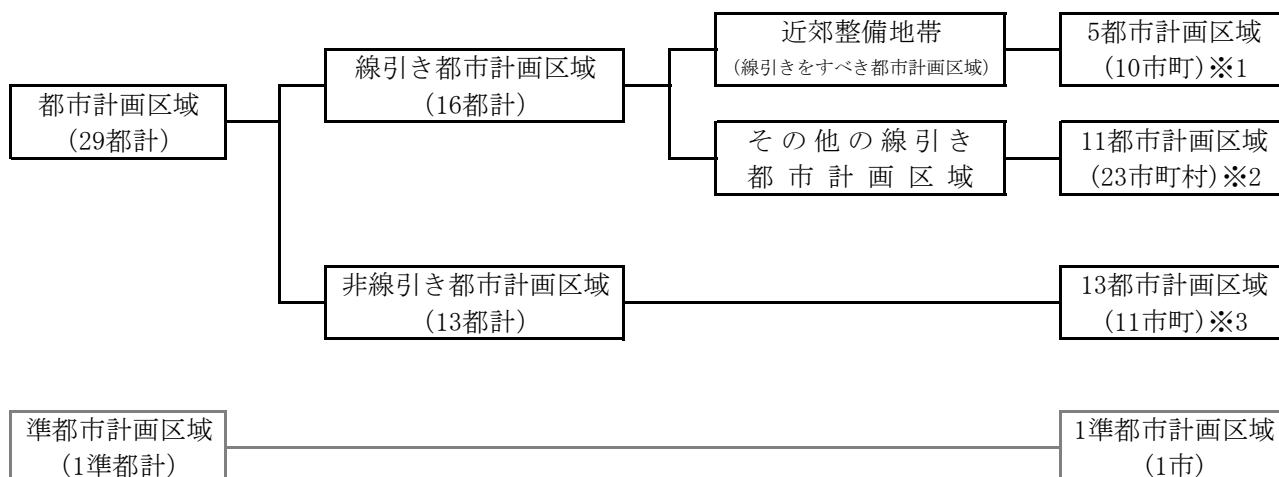 都市計画区域
(29都計)
線引き都市計画区域
(16都計)
近郊整備地帯
(線引きをすべき都市計画区域)
5都市計画区域
(10市町)※1
その他の線引き
都市計画区域
11都市計画区域
(23市町村)※2
非線引き都市計画区域
(13都計)
13都市計画区域
(11市町)※3
準都市計画区域
(1準都計)
1準都市計画区域
(1市)